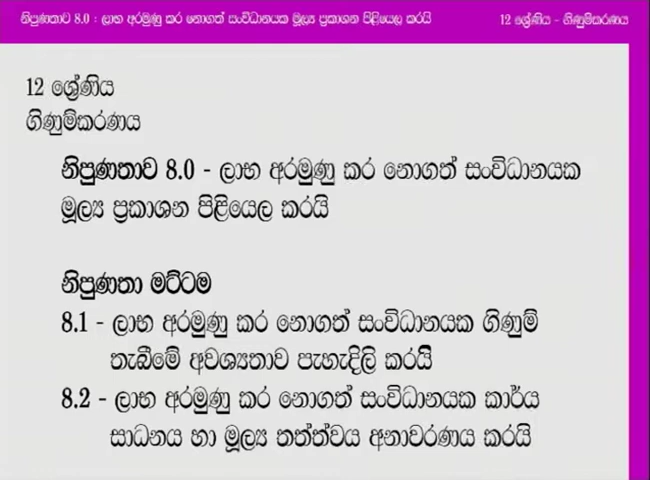 නිපුණතාව 8.0 : ලාභ අරමුණු කර නොගත් සංවිධානයක මූල්‍ය ප්‍රකාශන පිළියෙල කරයි
12 ශ්‍රේණිය - ගිණුම්කරණය
12 ශ්‍රේණිය
ගිණුම්කරණය
නිපුණතාව 8.0 - ලාභ අරමුණු කර නොගත් සංවිධානයක
මූල්‍ය ප්‍රකාශන පිළියෙල කරයි
නිපුණතා මට්ටම
8.1 - ලාභ අරමුණු කර නොගත් සංවිධානයක ගිණුම්
තැබීමේ අවශ්‍යතාව පැහැදිලි කරයි
8.2 - ලාභ අරමුණු කර නොගත් සංවිධානයක කාර්ය
සාධනය හා මූල්‍ය තත්ත්වය අනාවරණය කරයි